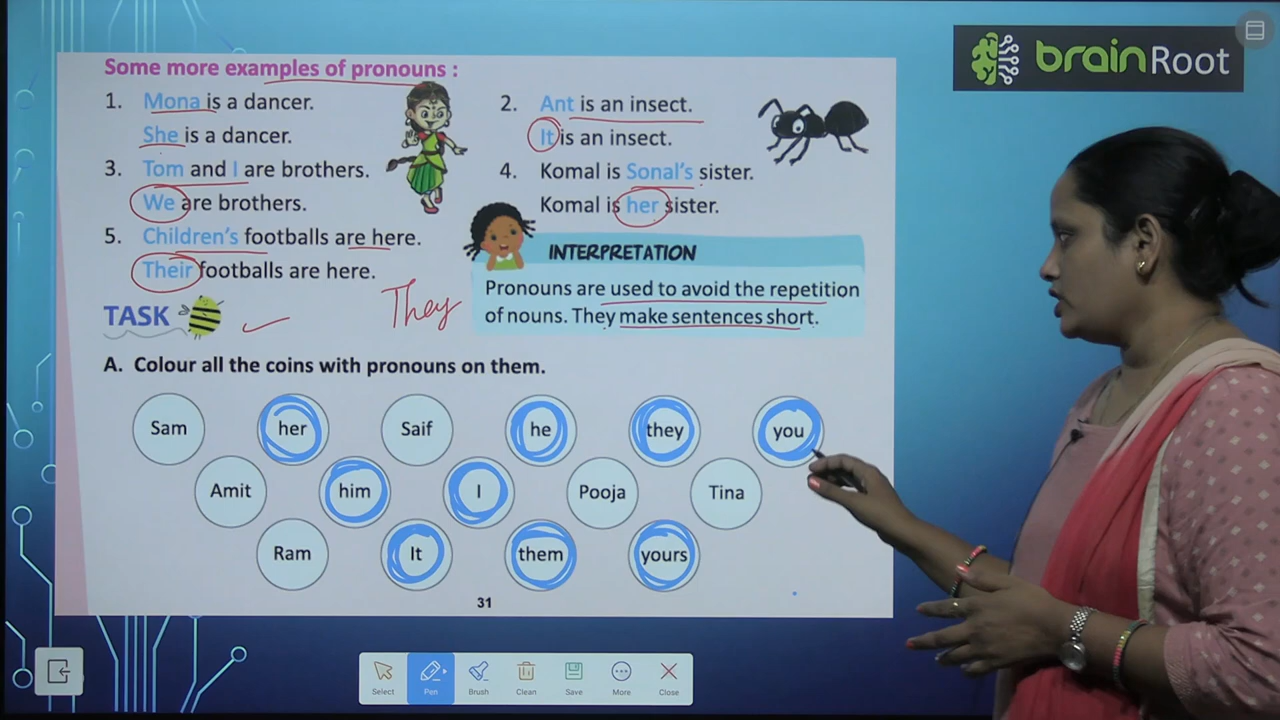 brainRoot
Some more examples of pronouns :
1. Mona is a dancer.
She is a dancer.
2. Ant is an insect.
It is an insect.
3. Tom and I are brothers.
We are brothers.
4. Komal is Sonal's sister.
Komal is her sister.
5. Children's footballs are here.
Their footballs are here.
They
INTERPRETATION
Pronouns are used to avoid the repetition
of nouns. They make sentences short.
TASK
A. Colour all the coins with pronouns on them.
Sam her Saif he they you
Amit him I Pooja Tina
Ram It them yours
31
Select Pen Brush Clean Save More Close